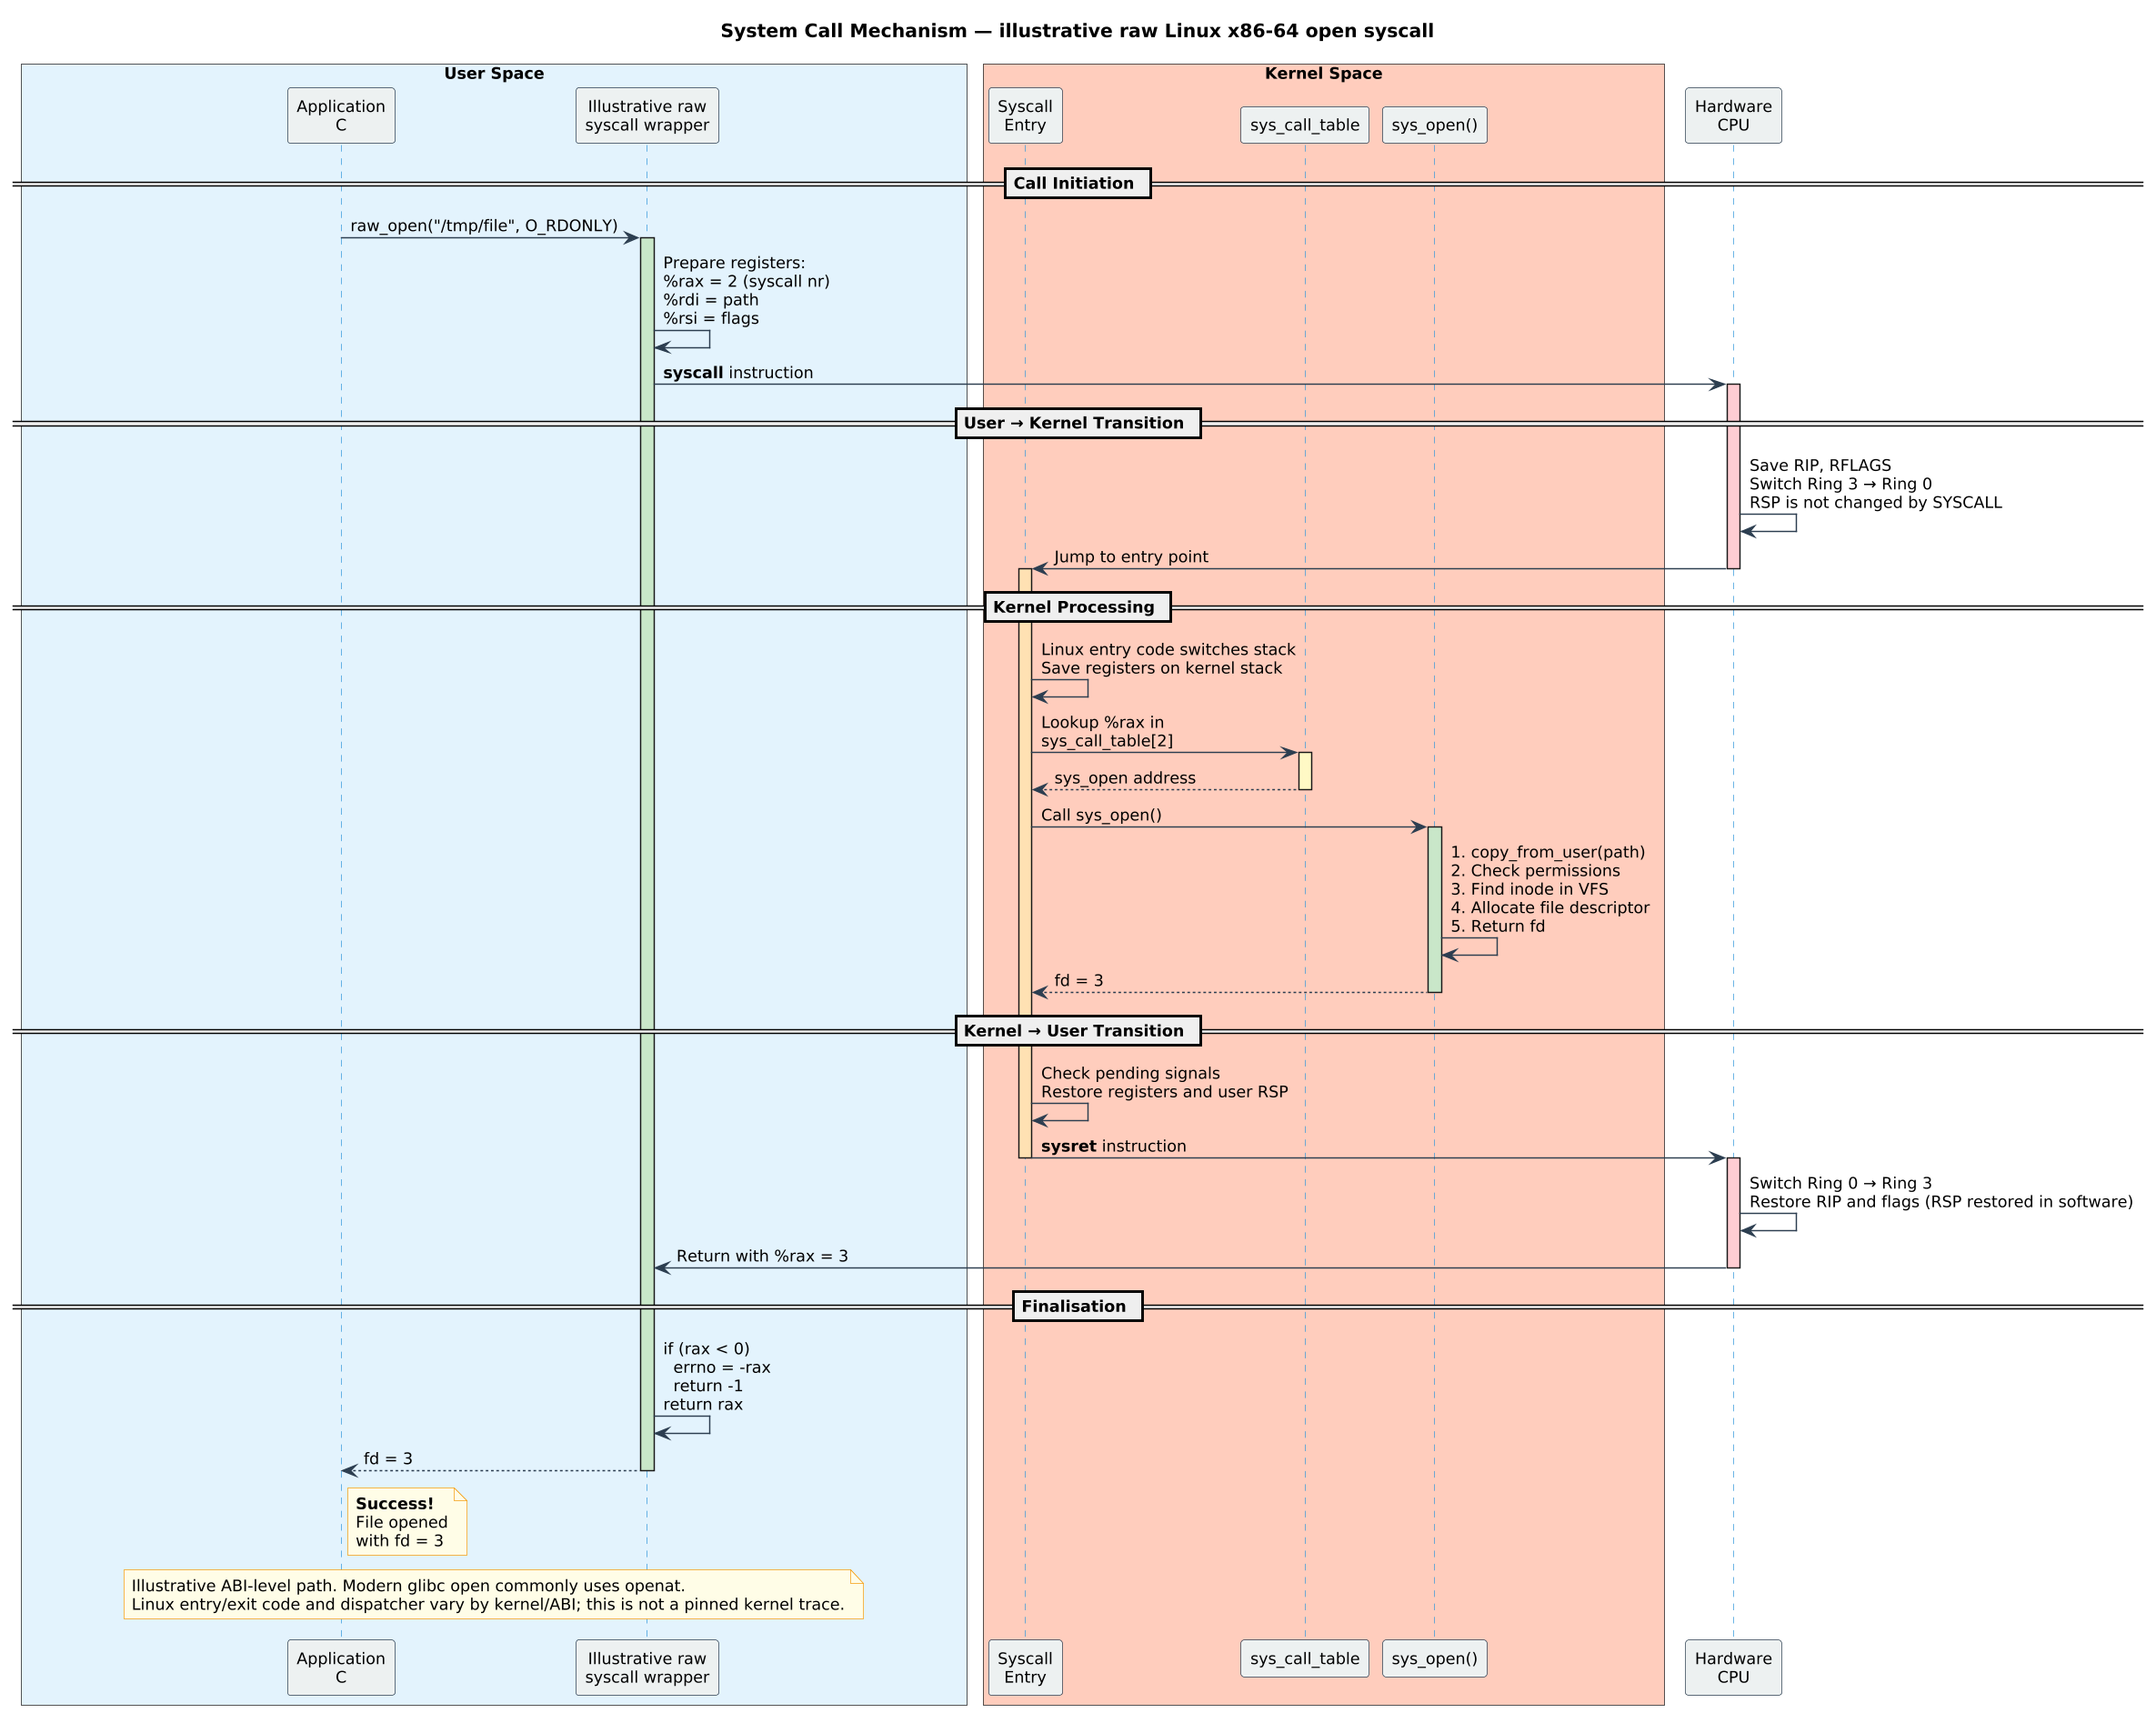 System Call Mechanism — illustrative raw Linux x86-64 open syscall
User Space
Kernel Space
Application
C
Illustrative raw
syscall wrapper
Syscall
Entry
sys_call_table
sys_open()
Hardware
CPU
Call Initiation
raw_open("/tmp/file", O_RDONLY)
Prepare registers:
%rax = 2 (syscall nr)
%rdi = path
%rsi = flags
syscall instruction
User → Kernel Transition
Save RIP, RFLAGS
Switch Ring 3 → Ring 0
RSP is not changed by SYSCALL
Jump to entry point
Kernel Processing
Linux entry code switches stack
Save registers on kernel stack
Lookup %rax in
sys_call_table[2]
sys_open address
Call sys_open()
1. copy_from_user(path)
2. Check permissions
3. Find inode in VFS
4. Allocate file descriptor
5. Return fd
fd = 3
Kernel → User Transition
Check pending signals
Restore registers and user RSP
sysret instruction
Switch Ring 0 → Ring 3
Restore RIP and flags (RSP restored in software)
Return with %rax = 3
Finalisation
if (rax < 0)
errno = -rax
return -1
return rax
fd = 3
Success!
File opened
with fd = 3
Illustrative ABI-level path. Modern glibc open commonly uses openat.
Linux entry/exit code and dispatcher vary by kernel/ABI; this is not a pinned kernel trace.
Application
C
Illustrative raw
syscall wrapper
Syscall
Entry
sys_call_table
sys_open()
Hardware
CPU